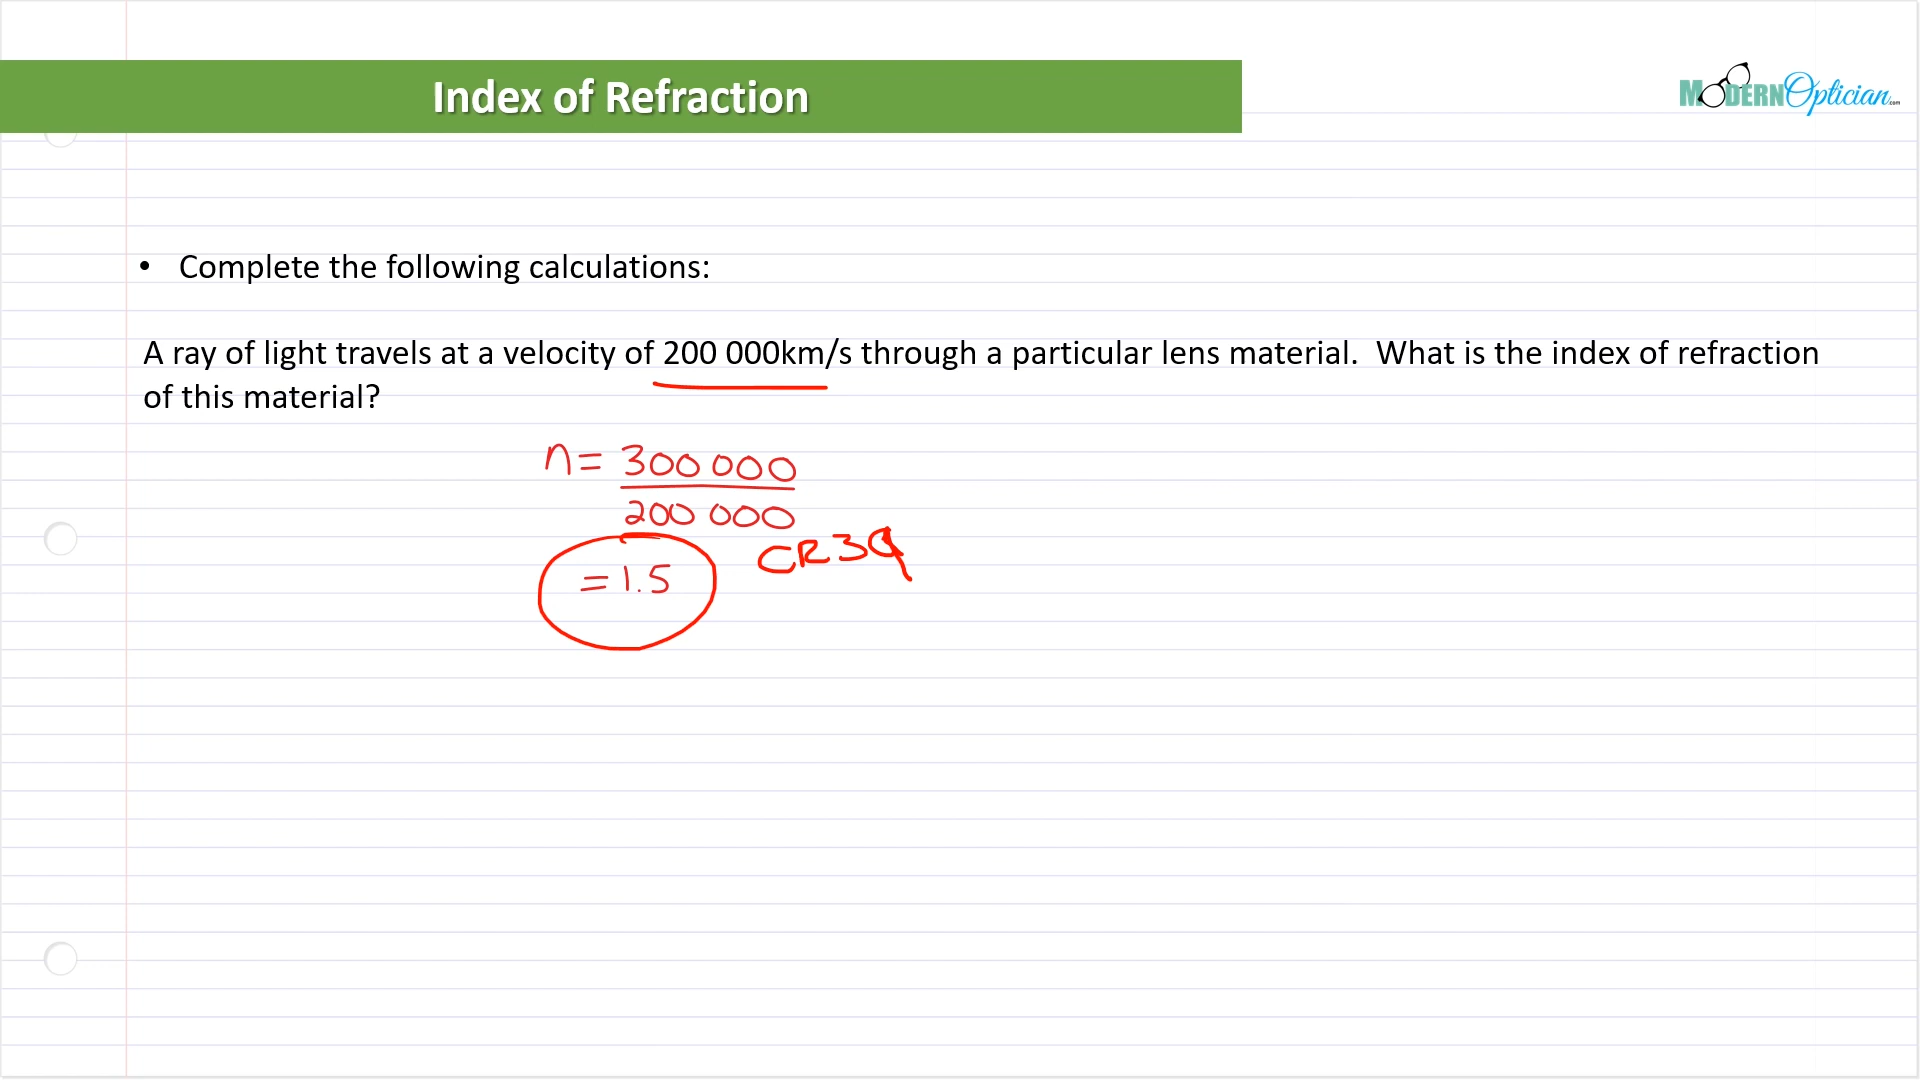 Index of Refraction
MODERNOptician.com
• Complete the following calculations:
A ray of light travels at a velocity of 200 000km/s through a particular lens material.  What is the index of refraction
of this material?
n = 300 000
200 000
= 1.5
CR39